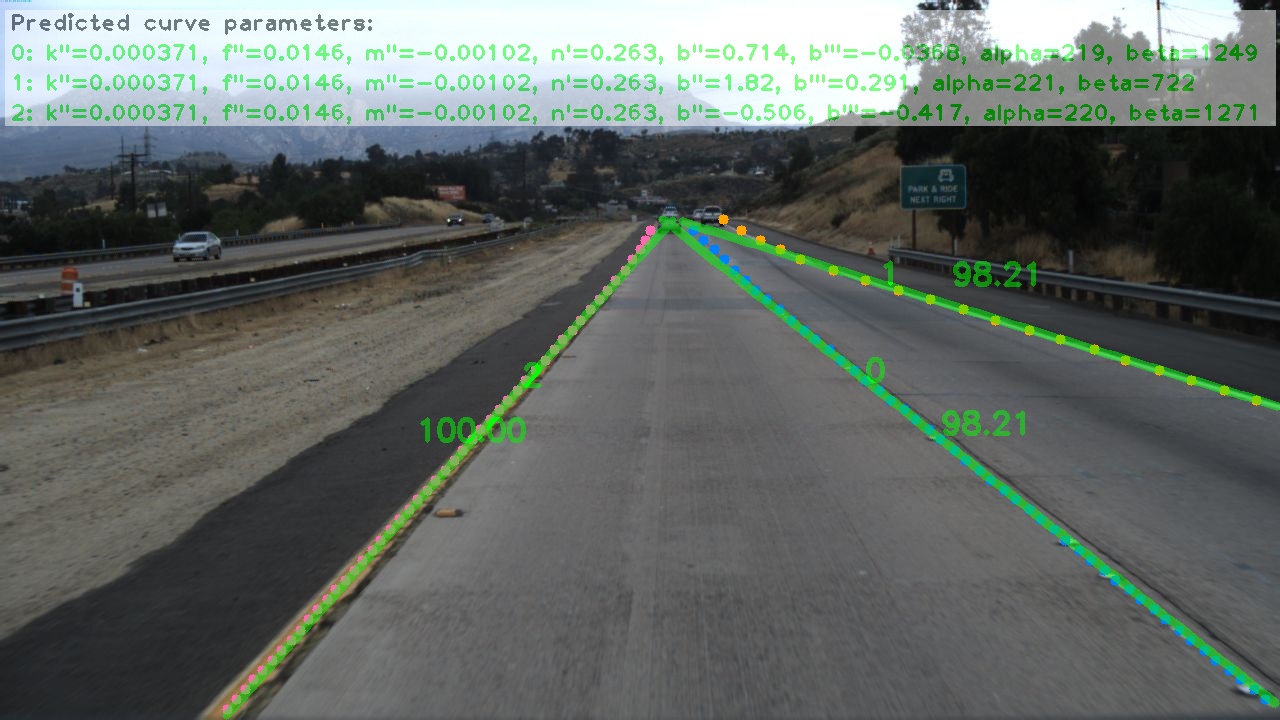 Predicted curve parameters:
0: k''=0.000371, f''=0.0146, m''=-0.00102, n'=0.263, b''=0.714, b'''=-0.0368, alpha=219, beta=1249
1: k''=0.000371, f''=0.0146, m''=-0.00102, n'=0.263, b''=1.82, b'''=0.291, alpha=221, beta=722
2: k''=0.000371, f''=0.0146, m''=-0.00102, n'=0.263, b''=-0.506, b'''=-0.417, alpha=220, beta=1271
PARK & RIDE
NEXT RIGHT
1 98.21
2 0
100.00 98.21